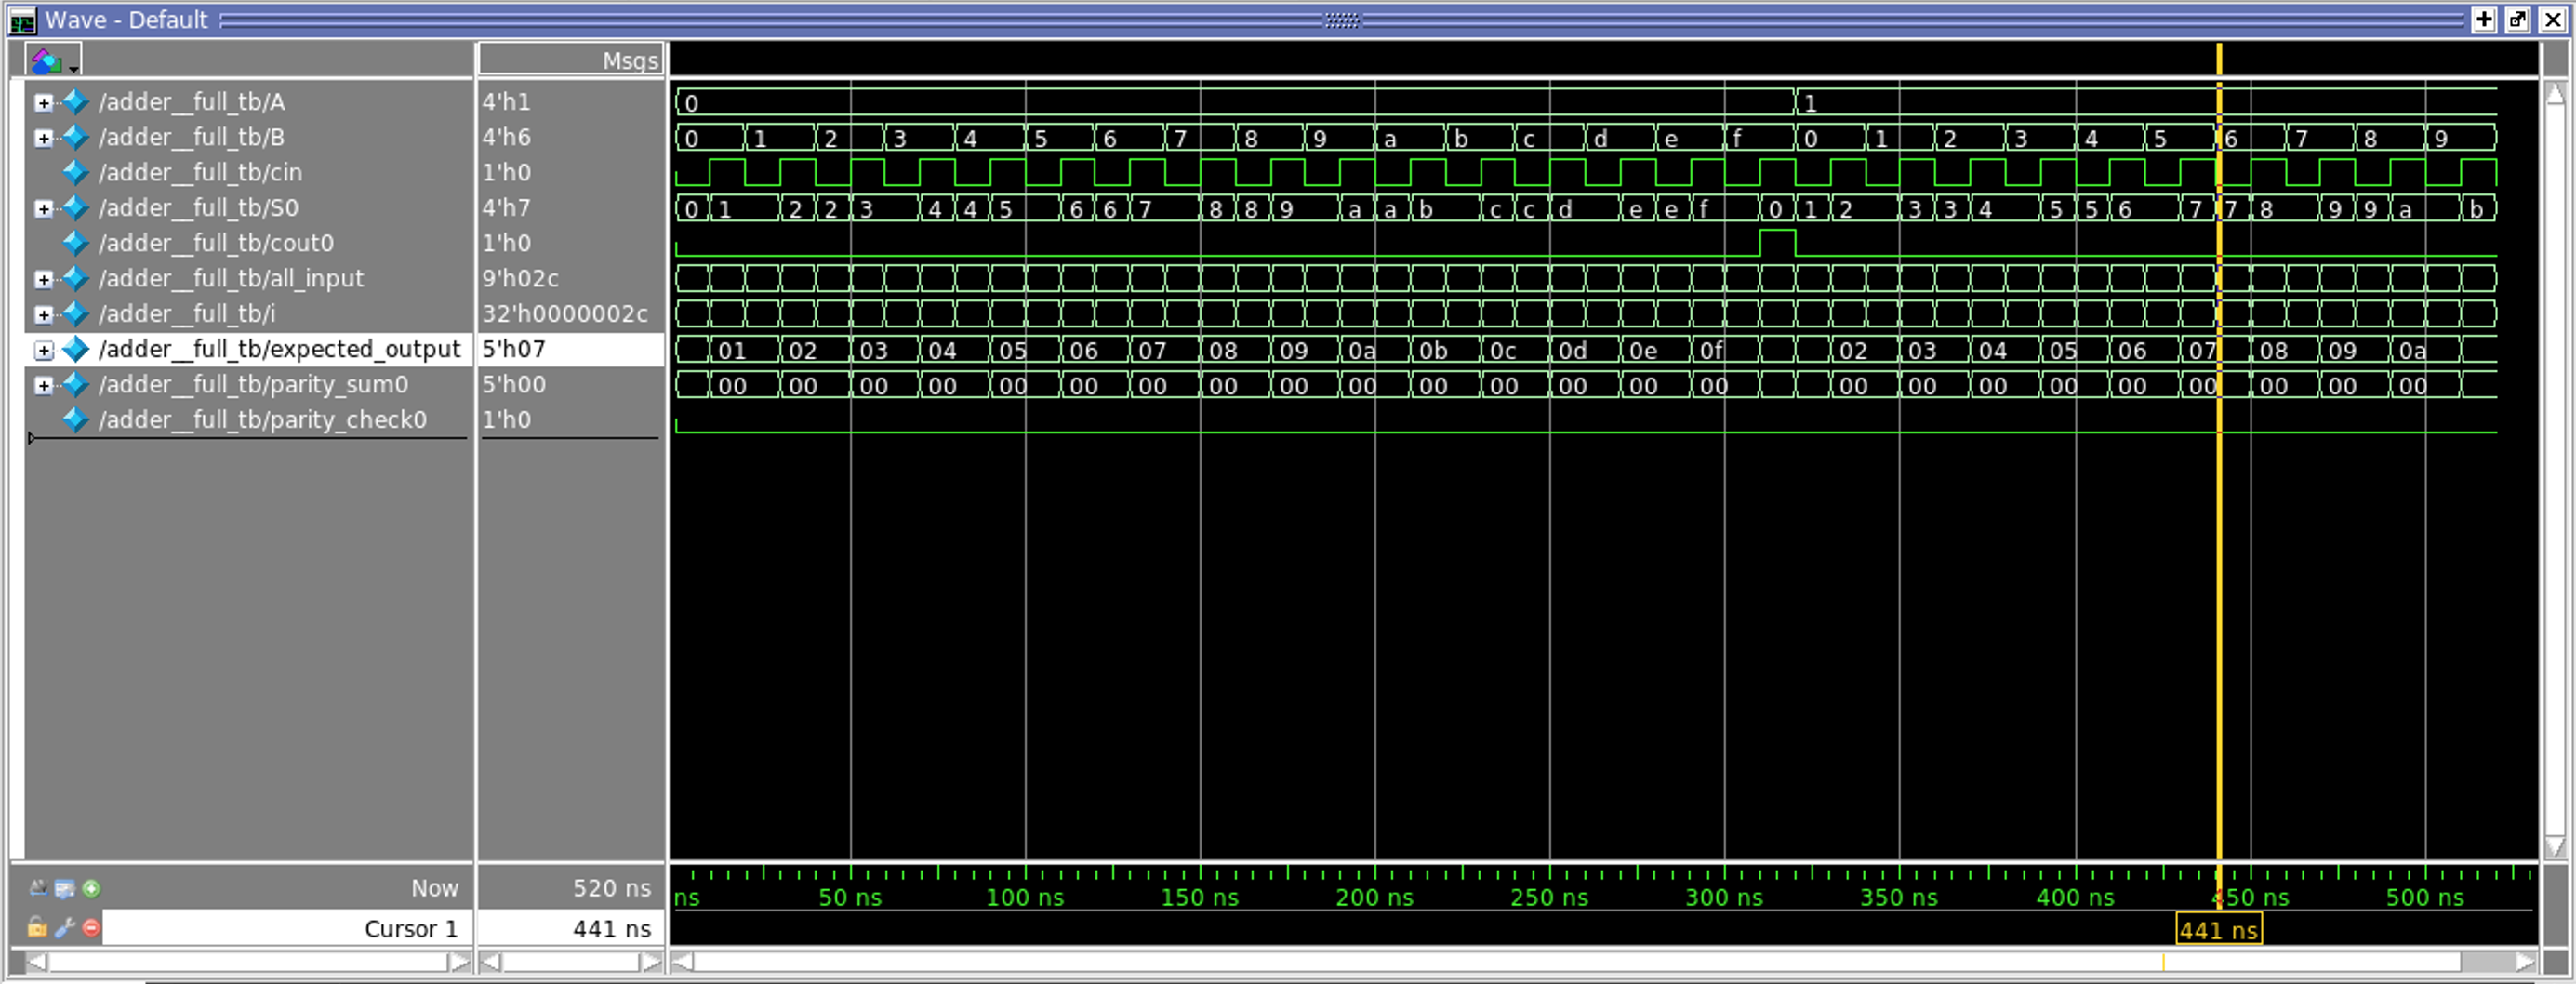 Wave - Default
Msgs
/adder__full_tb/A 4'h1 0 1
/adder__full_tb/B 4'h6 0 1 2 3 4 5 6 7 8 9 a b c d e f 0 1 2 3 4 5 6 7 8 9
/adder__full_tb/cin 1'h0
/adder__full_tb/S0 4'h7 0 1 2 2 3 4 4 5 6 6 7 8 8 9 a a b c c d e e f 0 1 2 3 3 4 5 5 6 7 7 8 9 9 a b
/adder__full_tb/cout0 1'h0
/adder__full_tb/all_input 9'h02c
/adder__full_tb/i 32'h0000002c
/adder__full_tb/expected_output 5'h07 01 02 03 04 05 06 07 08 09 0a 0b 0c 0d 0e 0f 02 03 04 05 06 07 08 09 0a
/adder__full_tb/parity_sum0 5'h00 00 00 00 00 00 00 00 00 00 00 00 00 00 00 00 00 00 00 00 00 00 00 00 00
/adder__full_tb/parity_check0 1'h0
Now 520 ns ns 50 ns 100 ns 150 ns 200 ns 250 ns 300 ns 350 ns 400 ns 450 ns 500 ns
Cursor 1 441 ns 441 ns